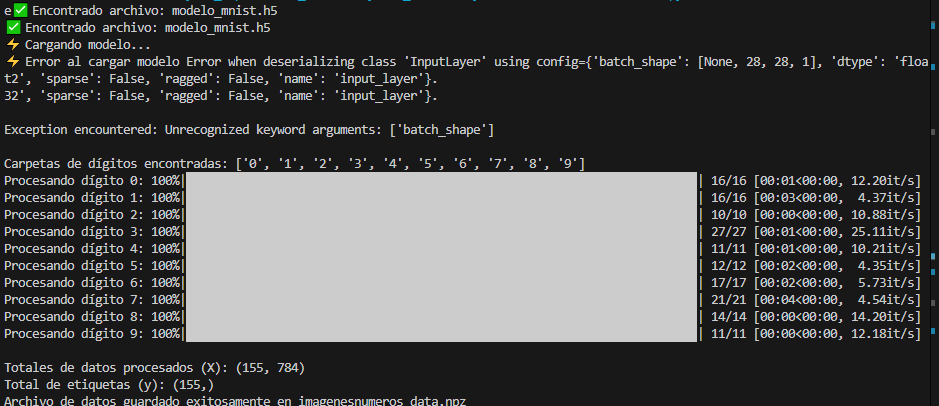 e✅ Encontrado archivo: modelo_mnist.h5
✅ Encontrado archivo: modelo_mnist.h5
⚡ Cargando modelo...
⚡ Error al cargar modelo Error when deserializing class 'InputLayer' using config={'batch_shape': [None, 28, 28, 1], 'dtype': 'floa
t2', 'sparse': False, 'ragged': False, 'name': 'input_layer'}.
32', 'sparse': False, 'ragged': False, 'name': 'input_layer'}.
Exception encountered: Unrecognized keyword arguments: ['batch_shape']
Carpetas de dígitos encontradas: ['0', '1', '2', '3', '4', '5', '6', '7', '8', '9']
Procesando dígito 0: 100%| | 16/16 [00:01<00:00, 12.20it/s]
Procesando dígito 1: 100%| | 16/16 [00:03<00:00, 4.37it/s]
Procesando dígito 2: 100%| | 10/10 [00:00<00:00, 10.88it/s]
Procesando dígito 3: 100%| | 27/27 [00:01<00:00, 25.11it/s]
Procesando dígito 4: 100%| | 11/11 [00:01<00:00, 10.21it/s]
Procesando dígito 5: 100%| | 12/12 [00:02<00:00, 4.35it/s]
Procesando dígito 6: 100%| | 17/17 [00:02<00:00, 5.73it/s]
Procesando dígito 7: 100%| | 21/21 [00:04<00:00, 4.54it/s]
Procesando dígito 8: 100%| | 14/14 [00:00<00:00, 14.20it/s]
Procesando dígito 9: 100%| | 11/11 [00:00<00:00, 12.18it/s]
Totales de datos procesados (X): (155, 784)
Total de etiquetas (y): (155,)
Archivo de datos guardado exitosamente en imagenesnumeros_data.npz